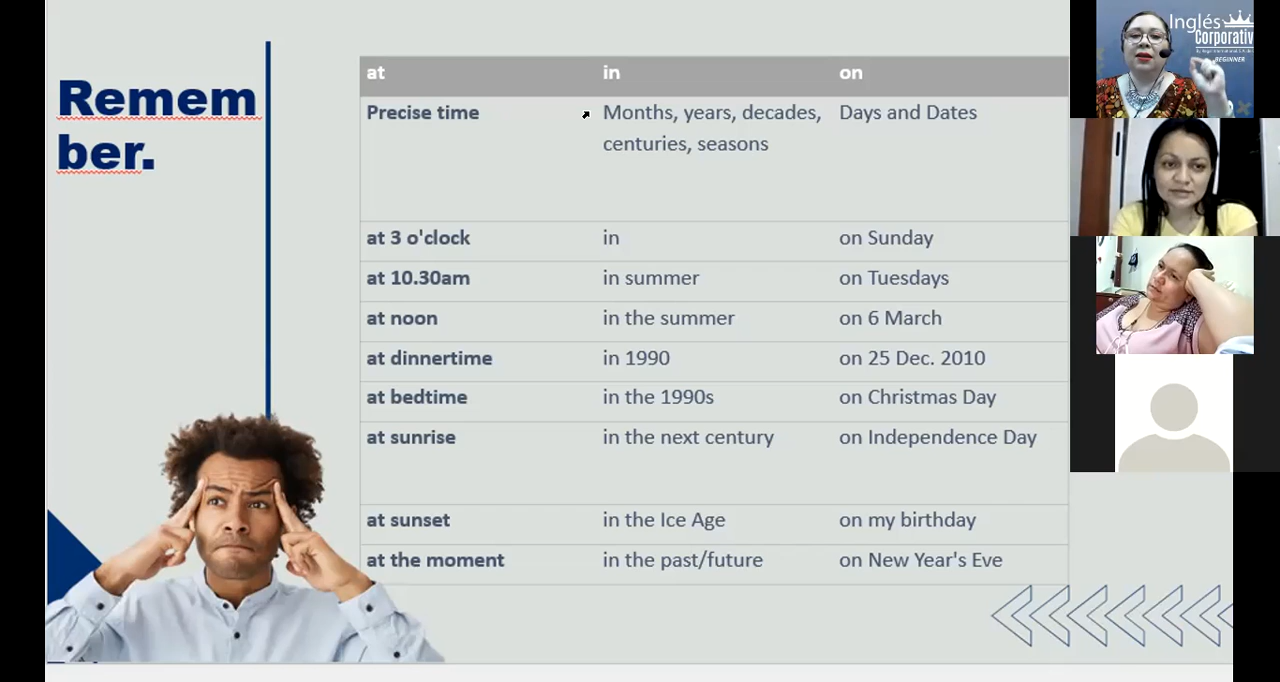 Remem
ber.
at in on
Precise time Months, years, decades, Days and Dates
centuries, seasons
at 3 o'clock in on Sunday
at 10.30am in summer on Tuesdays
at noon in the summer on 6 March
at dinnertime in 1990 on 25 Dec. 2010
at bedtime in the 1990s on Christmas Day
at sunrise in the next century on Independence Day
at sunset in the Ice Age on my birthday
at the moment in the past/future on New Year's Eve
Inglés
Corporativ
BEGINNER